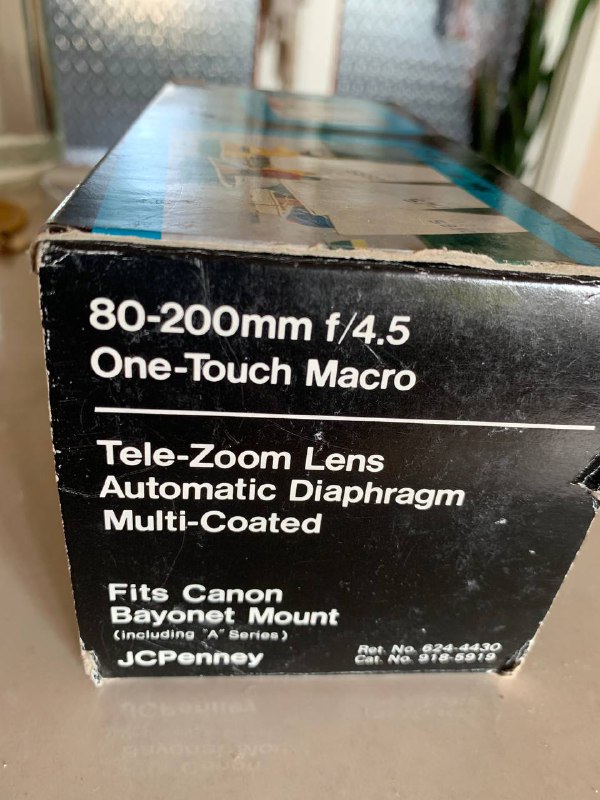 80-200mm f/4.5
One-Touch Macro
Tele-Zoom Lens
Automatic Diaphragm
Multi-Coated
Fits Canon
Bayonet Mount
(including "A" Series)
JCPenney
Ret. No. 624-4430
Cat. No. 918-5919